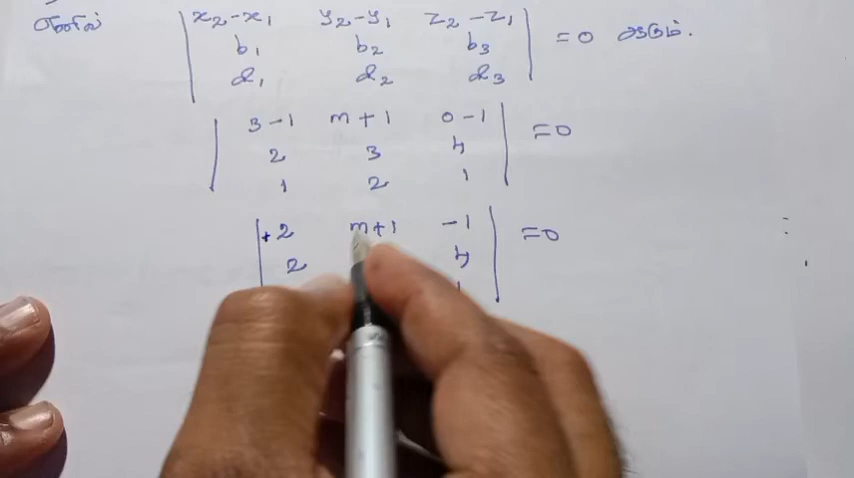 எனில் | x₂-x₁ y₂-y₁ z₂-z₁ | = 0 ஆகும்.
b₁ b₂ b₃
d₁ d₂ d₃
| 3-1 m+1 0-1 | = 0
2 3 4
1 2 1
| +2 m+1 -1 | = 0
2 4